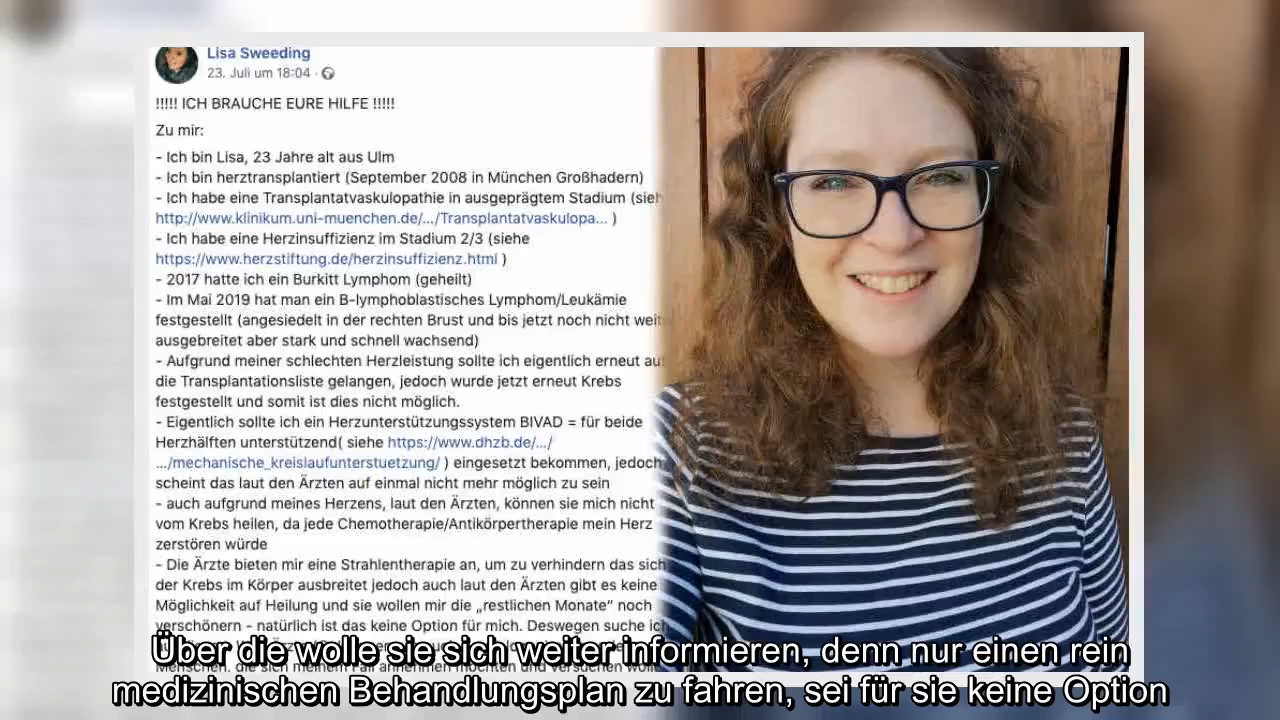 Lisa Sweeding
23. Juli um 18:04 ·
!!!!! ICH BRAUCHE EURE HILFE !!!!!
Zu mir:
- Ich bin Lisa, 23 Jahre alt aus Ulm
- Ich bin herztransplantiert (September 2008 in München Großhadern)
- Ich habe eine Transplantatvaskulopathie in ausgeprägtem Stadium (sieh
http://www.klinikum.uni-muenchen.de/.../Transplantatvaskulopa... )
- Ich habe eine Herzinsuffizienz im Stadium 2/3 (siehe
https://www.herzstiftung.de/herzinsuffizienz.html )
- 2017 hatte ich ein Burkitt Lymphom (geheilt)
- Im Mai 2019 hat man ein B-lymphoblastisches Lymphom/Leukämie
festgestellt (angesiedelt in der rechten Brust und bis jetzt noch nicht weit
ausgebreitet aber stark und schnell wachsend)
- Aufgrund meiner schlechten Herzleistung sollte ich eigentlich erneut auf
die Transplantationsliste gelangen, jedoch wurde jetzt erneut Krebs
festgestellt und somit ist dies nicht möglich.
- Eigentlich sollte ich ein Herzunterstützungssystem BIVAD = für beide
Herzhälften unterstützend( siehe https://www.dhzb.de/.../
.../mechanische_kreislaufunterstuetzung/ ) eingesetzt bekommen, jedoch
scheint das laut den Ärzten auf einmal nicht mehr möglich zu sein
- auch aufgrund meines Herzens, laut den Ärzten, können sie mich nicht
vom Krebs heilen, da jede Chemotherapie/Antikörpertherapie mein Herz
zerstören würde
- Die Ärzte bieten mir eine Strahlentherapie an, um zu verhindern das sich
der Krebs im Körper ausbreitet jedoch auch laut den Ärzten gibt es keine
Möglichkeit auf Heilung und sie wollen mir die „restlichen Monate" noch
verschönern - natürlich ist das keine Option für mich. Deswegen suche ich
Über die wolle sie sich weiter informieren, denn nur einen rein
medizinischen Behandlungsplan zu fahren, sei für sie keine Option